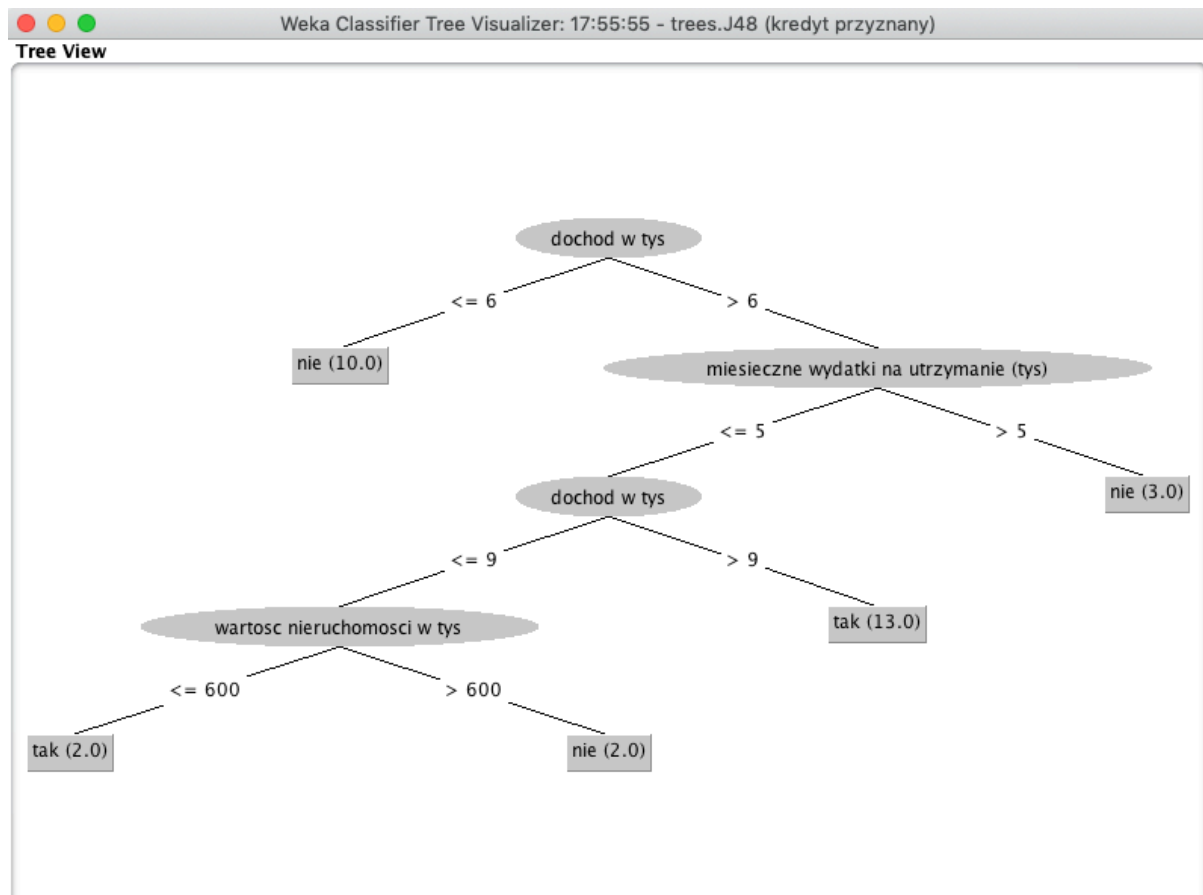 Weka Classifier Tree Visualizer: 17:55:55 - trees.J48 (kredyt przyznany)
Tree View
dochod w tys
<= 6
> 6
nie (10.0)
miesieczne wydatki na utrzymanie (tys)
<= 5
> 5
dochod w tys
nie (3.0)
<= 9
> 9
wartosc nieruchomosci w tys
tak (13.0)
<= 600
> 600
tak (2.0)
nie (2.0)